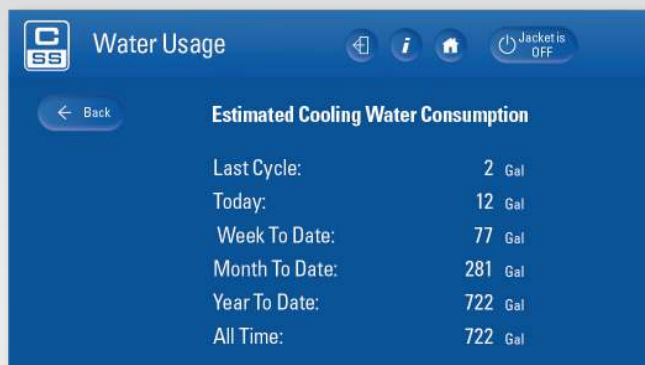 C
SS
Water Usage
i
Jacket is
OFF
Back
Estimated Cooling Water Consumption
Last Cycle: 2 Gal
Today: 12 Gal
Week To Date: 77 Gal
Month To Date: 281 Gal
Year To Date: 722 Gal
All Time: 722 Gal